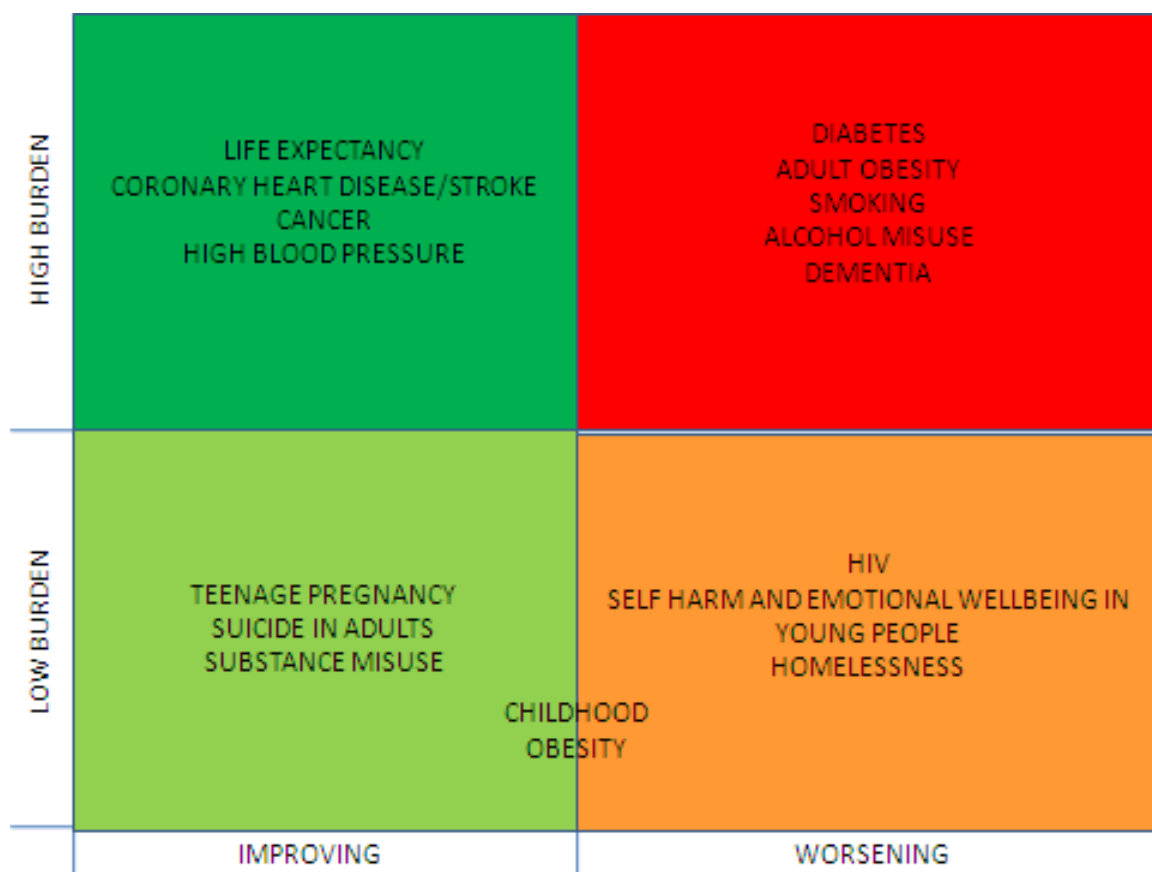 HIGH BURDEN
LIFE EXPECTANCY
CORONARY HEART DISEASE/STROKE
CANCER
HIGH BLOOD PRESSURE
DIABETES
ADULT OBESITY
SMOKING
ALCOHOL MISUSE
DEMENTIA
LOW BURDEN
TEENAGE PREGNANCY
SUICIDE IN ADULTS
SUBSTANCE MISUSE
HIV
SELF HARM AND EMOTIONAL WELLBEING IN
YOUNG PEOPLE
HOMELESSNESS
CHILDHOOD
OBESITY
IMPROVING
WORSENING